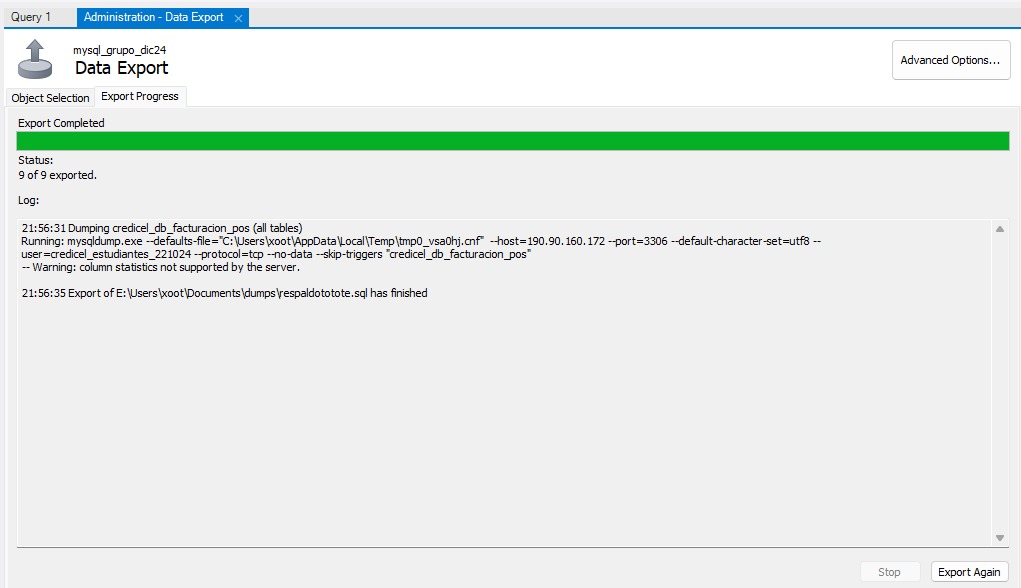 Query 1
Administration - Data Export
mysql_grupo_dic24
Data Export
Advanced Options...
Object Selection
Export Progress
Export Completed
Status:
9 of 9 exported.
Log:
21:56:31 Dumping credicel_db_facturacion_pos (all tables)
Running: mysqldump.exe --defaults-file="C:\Users\xoot\AppData\Local\Temp\tmp0_vsa0hj.cnf"  --host=190.90.160.172 --port=3306 --default-character-set=utf8 --
user=credicel_estudiantes_221024 --protocol=tcp --no-data --skip-triggers "credicel_db_facturacion_pos"
-- Warning: column statistics not supported by the server.
21:56:35 Export of E:\Users\xoot\Documents\dumps\respaldototote.sql has finished
Stop
Export Again